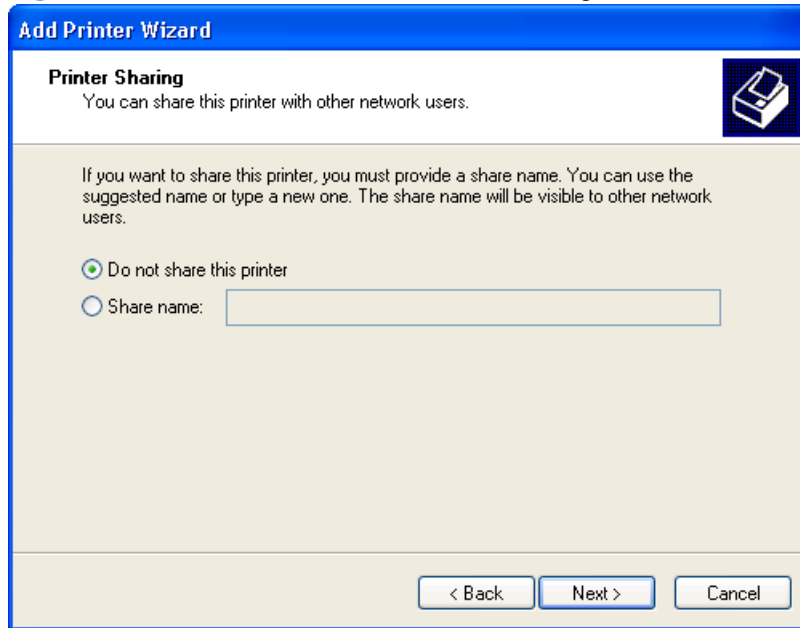 Add Printer Wizard
Printer Sharing
You can share this printer with other network users.
If you want to share this printer, you must provide a share name. You can use the
suggested name or type a new one. The share name will be visible to other network
users.
Do not share this printer
Share name:
< Back Next > Cancel